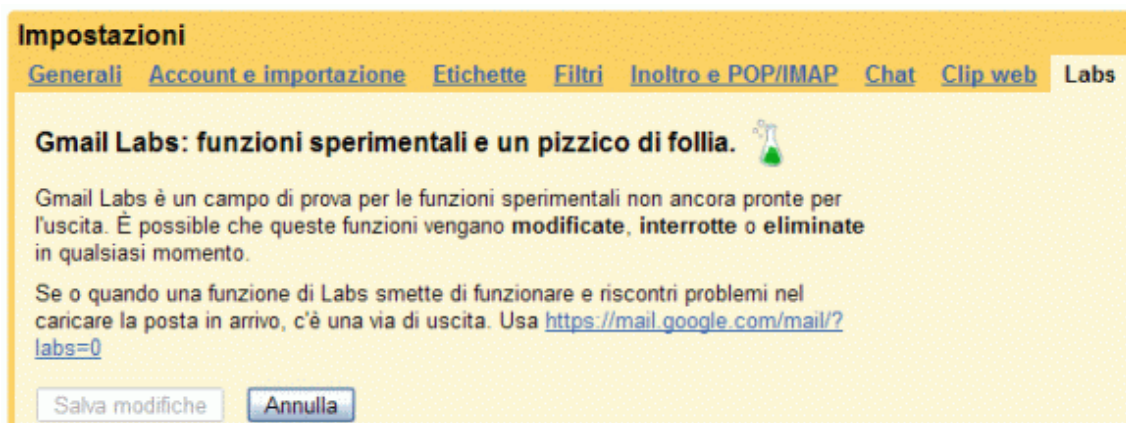 Impostazioni
Generali Account e importazione Etichette Filtri Inoltro e POP/IMAP Chat Clip web Labs
Gmail Labs: funzioni sperimentali e un pizzico di follia.
Gmail Labs è un campo di prova per le funzioni sperimentali non ancora pronte per
l'uscita. È possible che queste funzioni vengano modificate, interrotte o eliminate
in qualsiasi momento.
Se o quando una funzione di Labs smette di funzionare e riscontri problemi nel
caricare la posta in arrivo, c'è una via di uscita. Usa https://mail.google.com/mail/?
labs=0
Salva modifiche Annulla